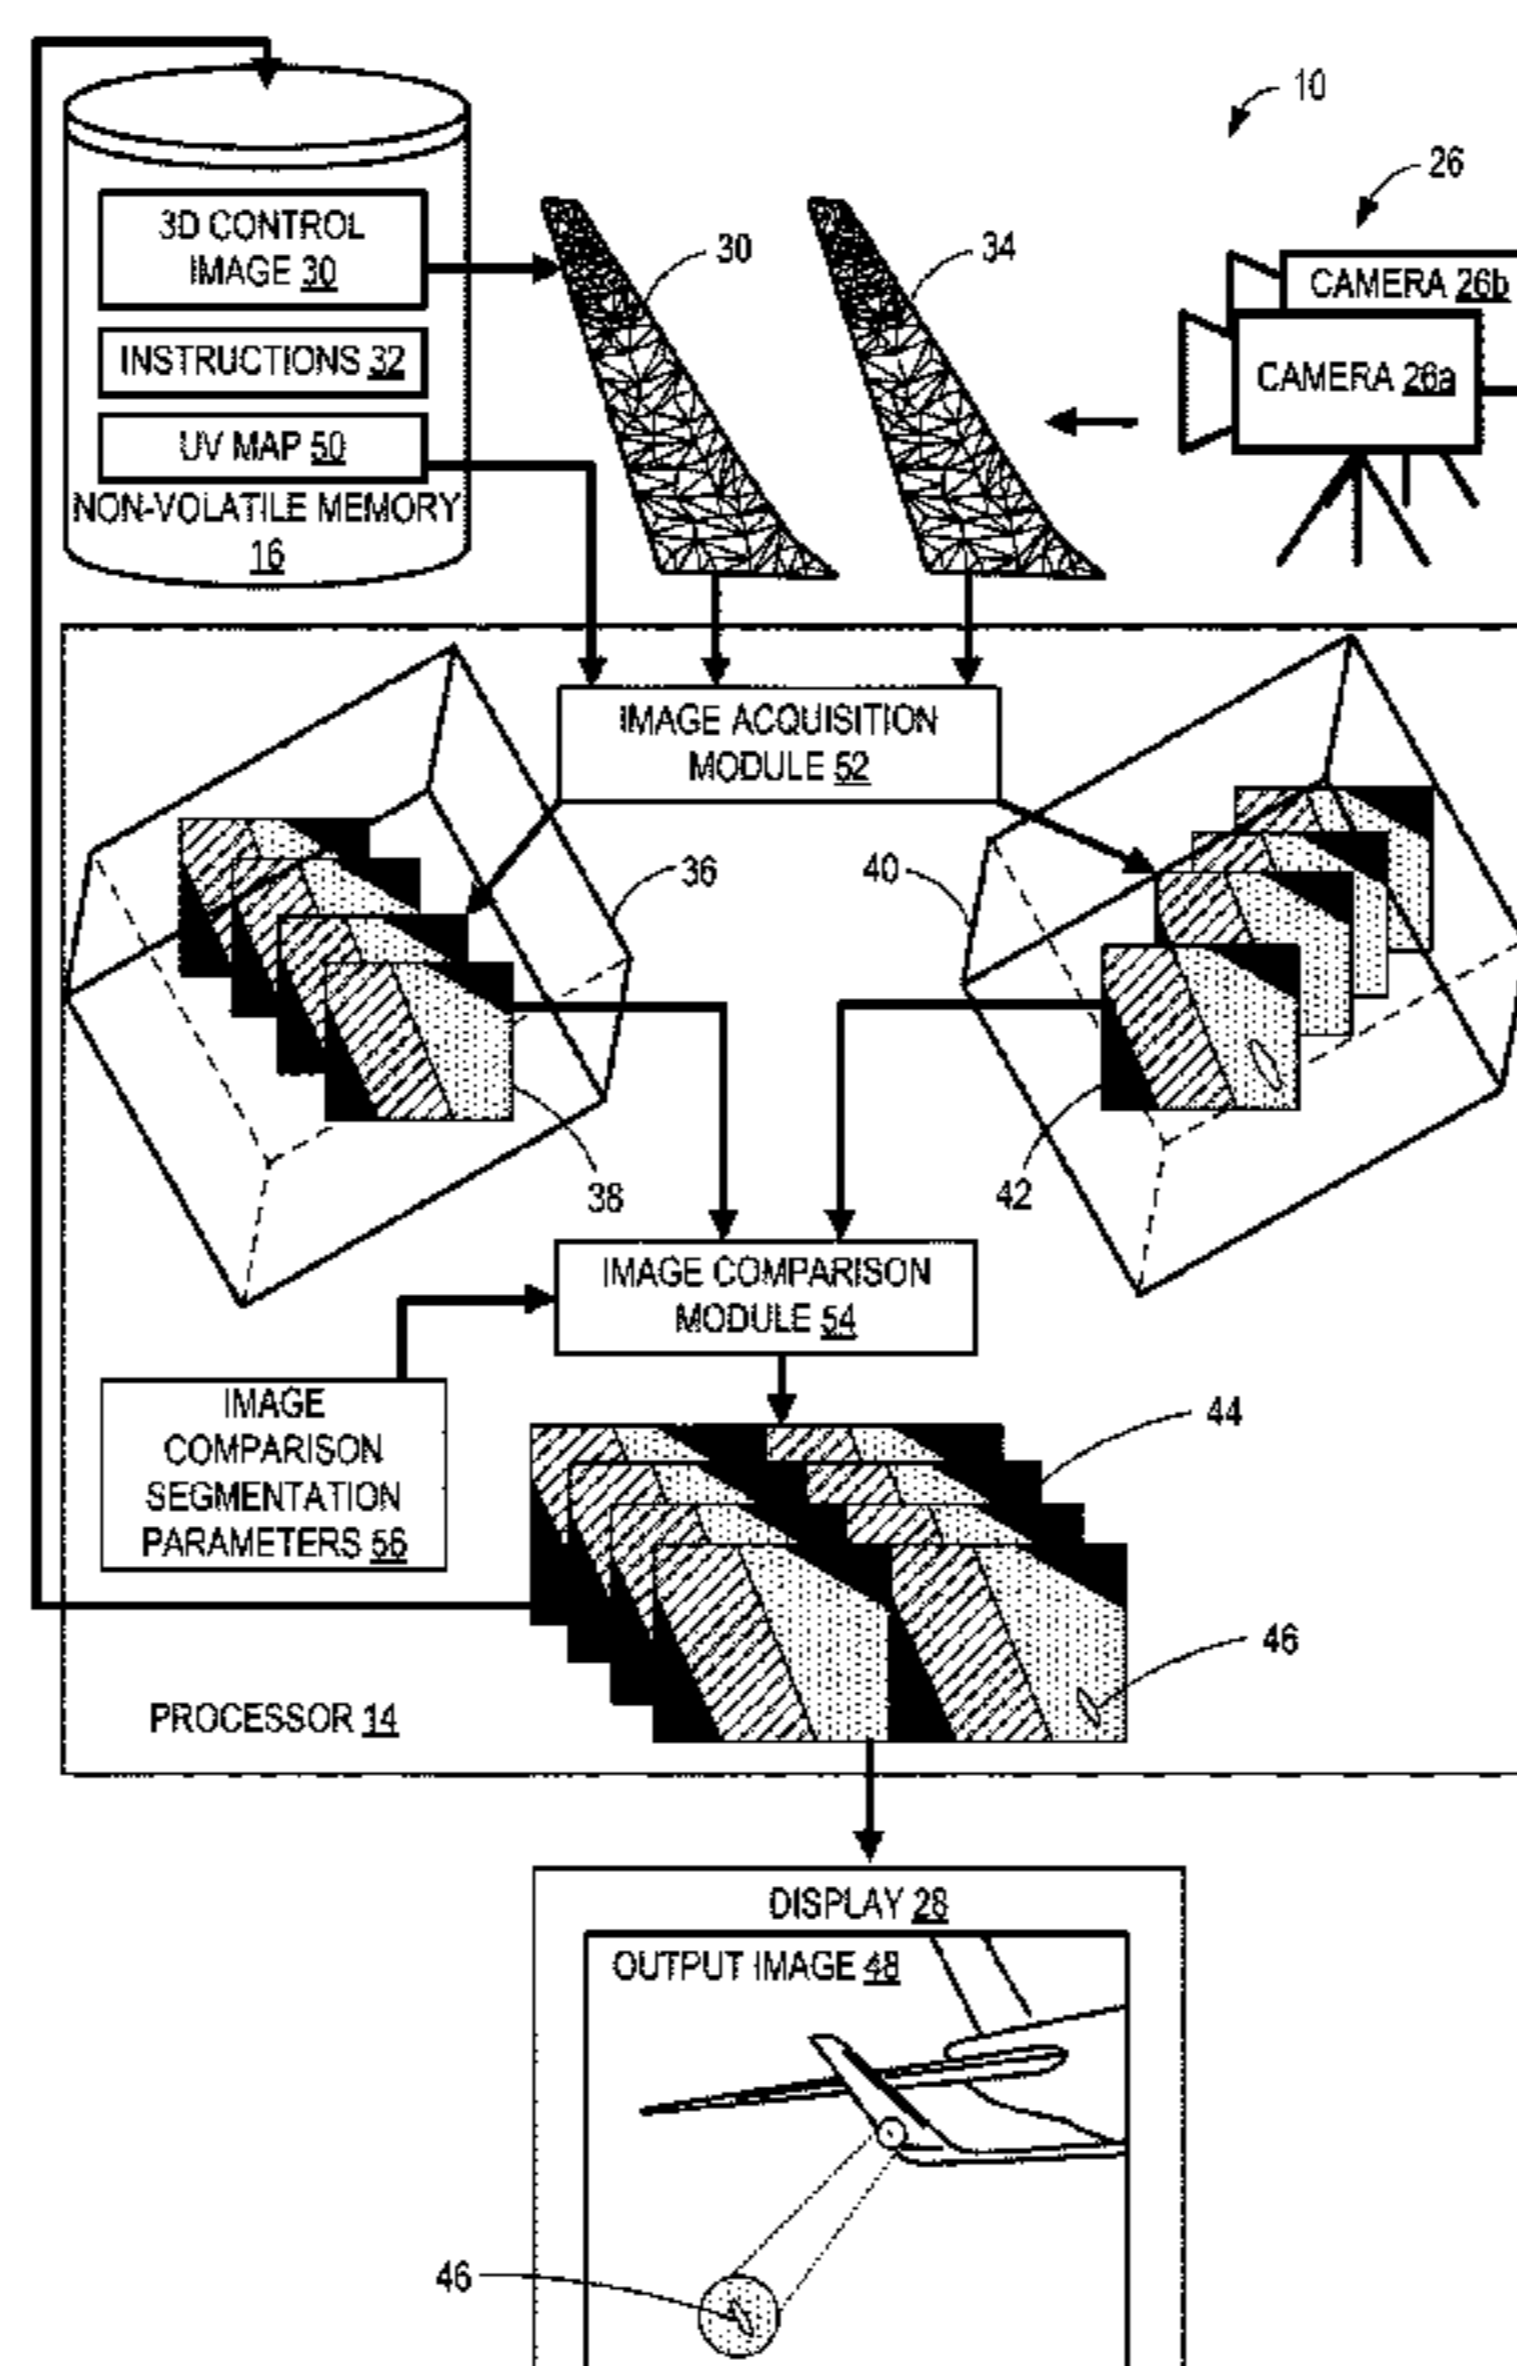 10
26
3D CONTROL
IMAGE 30
INSTRUCTIONS 32
UV MAP 50
NON-VOLATILE MEMORY
16
30
34
CAMERA 26b
CAMERA 26a
IMAGE ACQUISITION
MODULE 52
36
40
38
42
IMAGE COMPARISON
MODULE 54
IMAGE
COMPARISON
SEGMENTATION
PARAMETERS 56
44
46
PROCESSOR 14
DISPLAY 28
OUTPUT IMAGE 48
46